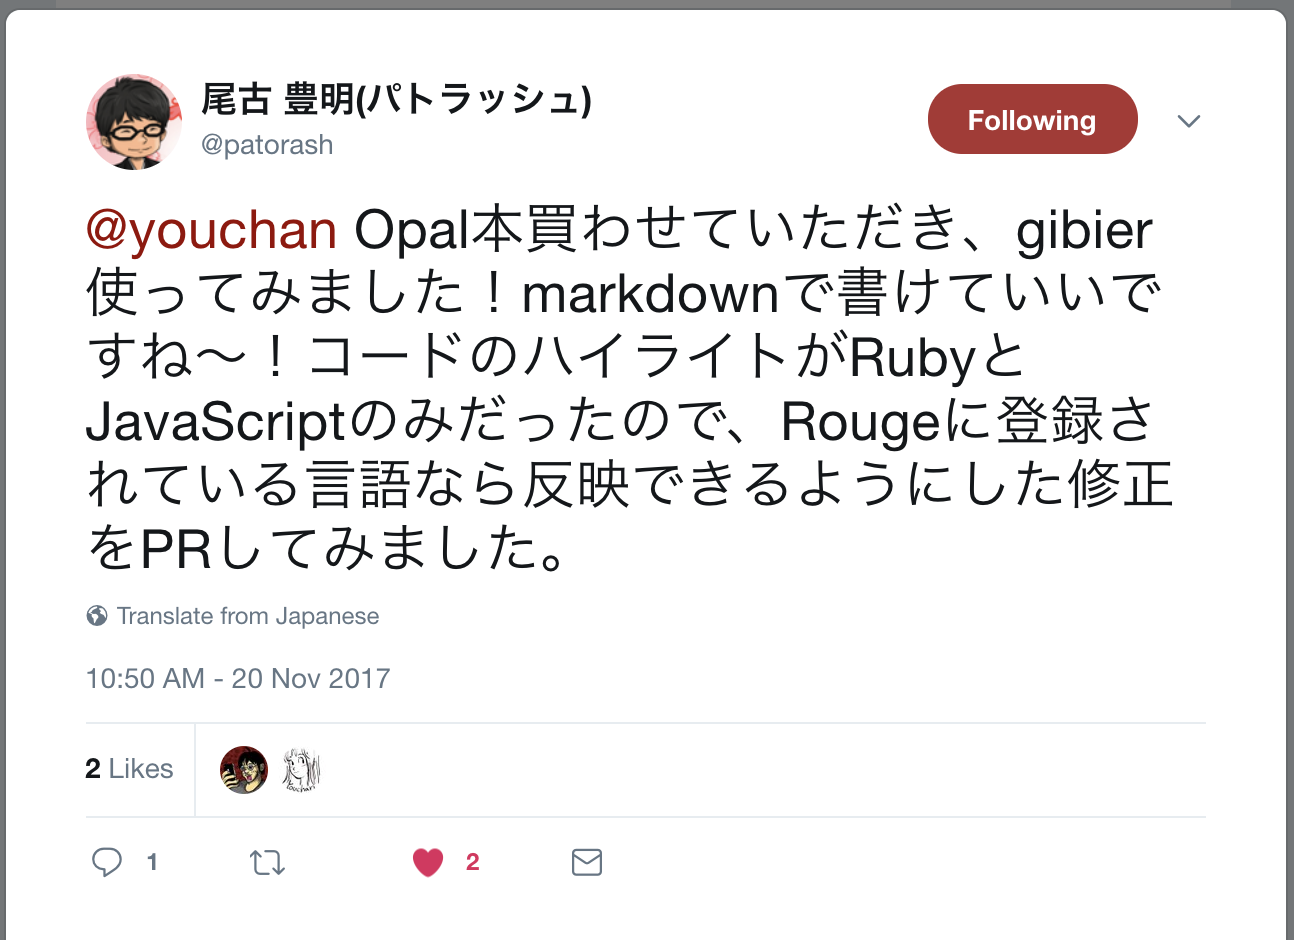 尾古 豊明(パトラッシュ)
@patorash
Following
@youchan Opal本買わせていただき、gibier
使ってみました！markdownで書けていいで
すね〜！コードのハイライトがRubyと
JavaScriptのみだったので、Rougeに登録さ
れている言語なら反映できるようにした修正
をPRしてみました。
Translate from Japanese
10:50 AM - 20 Nov 2017
2 Likes
youchan
1
2